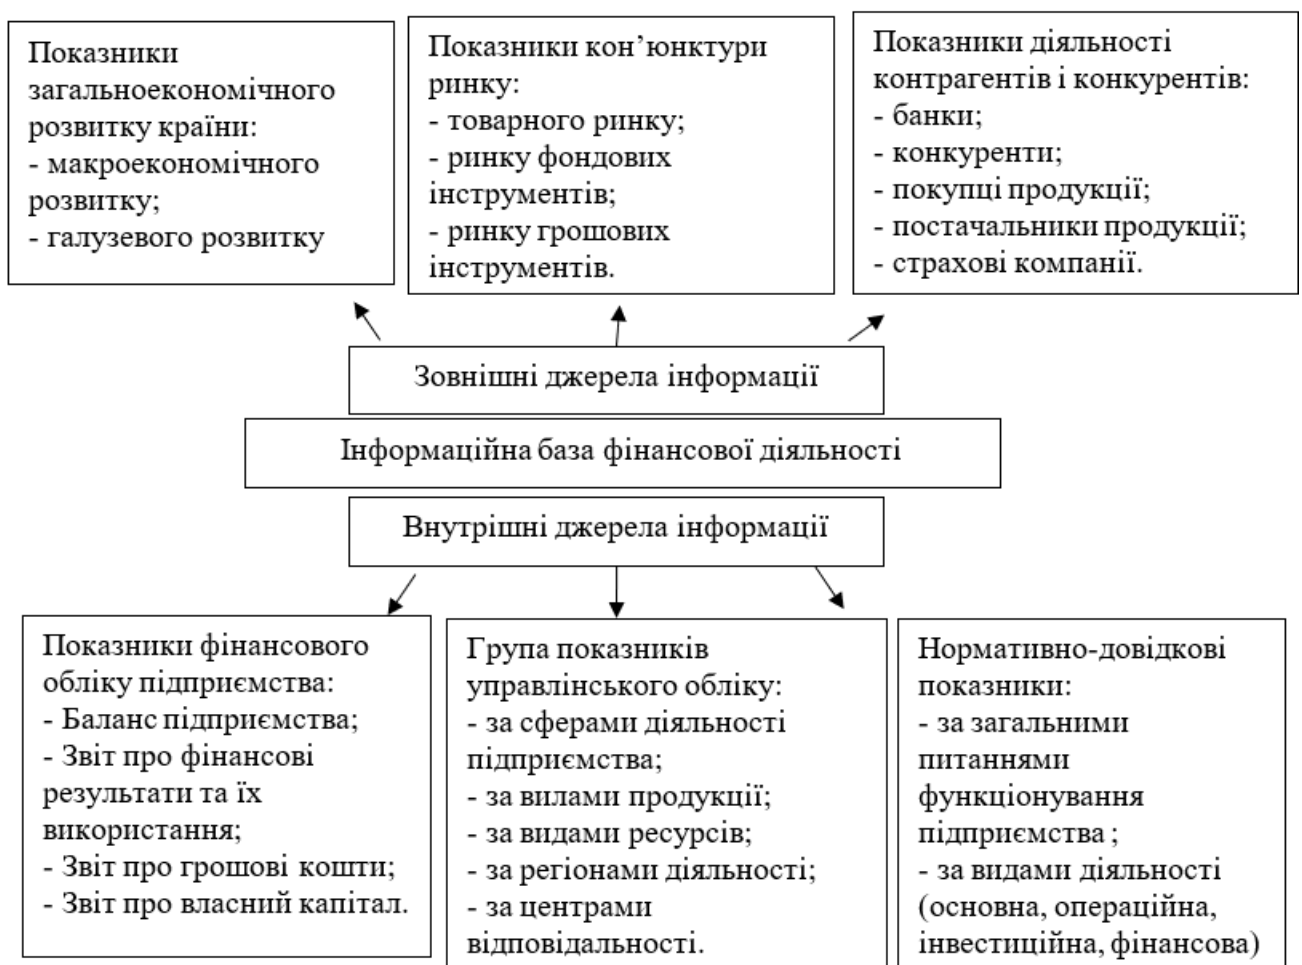 Показники
загальноекономічного
розвитку країни:
- макроекономічного
розвитку;
- галузевого розвитку
Показники кон’юнктури
ринку:
- товарного ринку;
- ринку фондових
інструментів;
- ринку грошових
інструментів.
Показники діяльності
контрагентів і конкурентів:
- банки;
- конкуренти;
- покупці продукції;
- постачальники продукції;
- страхові компанії.
Зовнішні джерела інформації
Інформаційна база фінансової діяльності
Внутрішні джерела інформації
Показники фінансового
обліку підприємства:
- Баланс підприємства;
- Звіт про фінансові
результати та їх
використання;
- Звіт про грошові кошти;
- Звіт про власний капітал.
Група показників
управлінського обліку:
- за сферами діяльності
підприємства;
- за вилами продукції;
- за видами ресурсів;
- за регіонами діяльності;
- за центрами
відповідальності.
Нормативно-довідкові
показники:
- за загальними
питаннями
функціонування
підприємства ;
- за видами діяльності
(основна, операційна,
інвестиційна, фінансова)